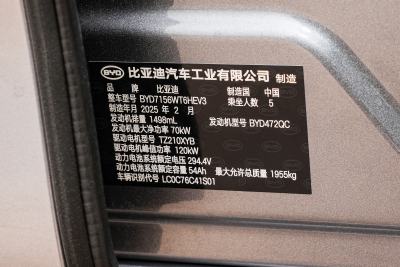 BYD 比亚迪汽车工业有限公司 制造
品 牌 比亚迪 制造国 中国
整车型号 BYD7156WT6HEV3 乘坐人数 5
制造年月 2025 年 2 月
发动机排量 1498mL 发动机型号 BYD472QC
发动机最大净功率 70kW
驱动电机型号 TZ210XYB
驱动电机峰值功率 120kW
动力电池系统额定电压 294.4V
动力电池系统额定容量 54Ah 最大允许总质量 1955kg
车辆识别代号 LC0C76C41S01